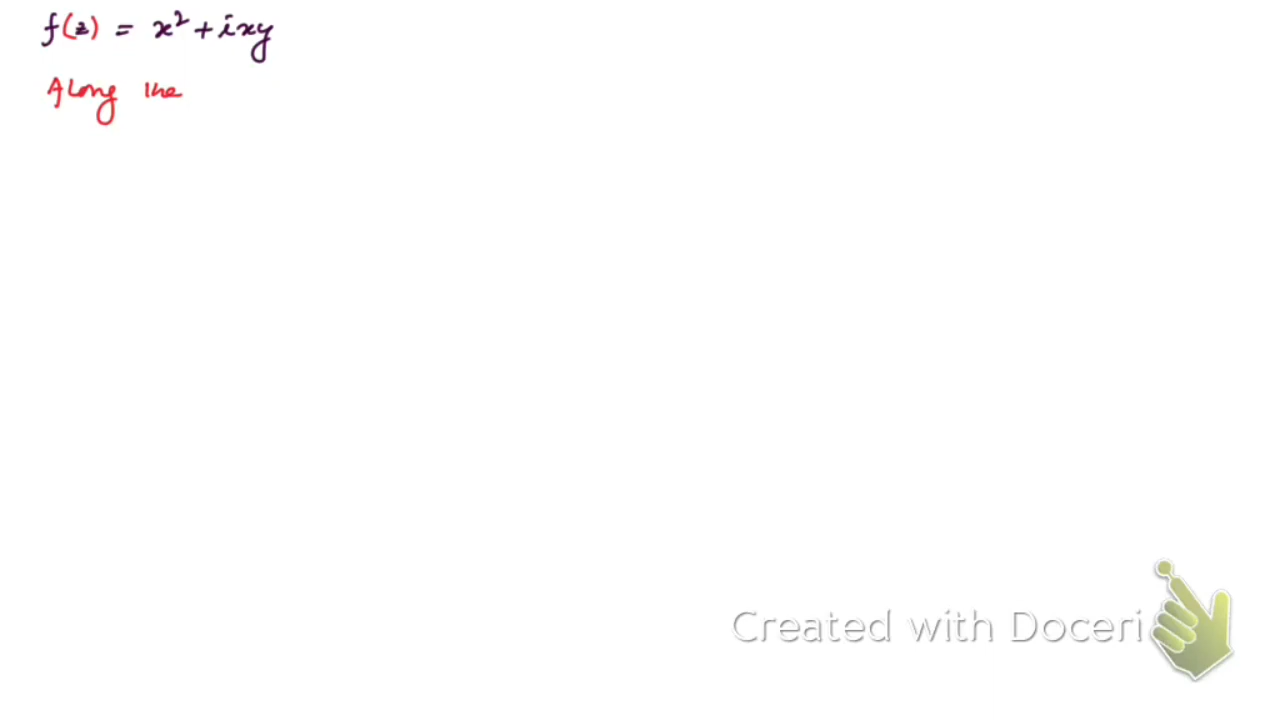 f(z) = x² + ixy
Along the
Created with Doceri